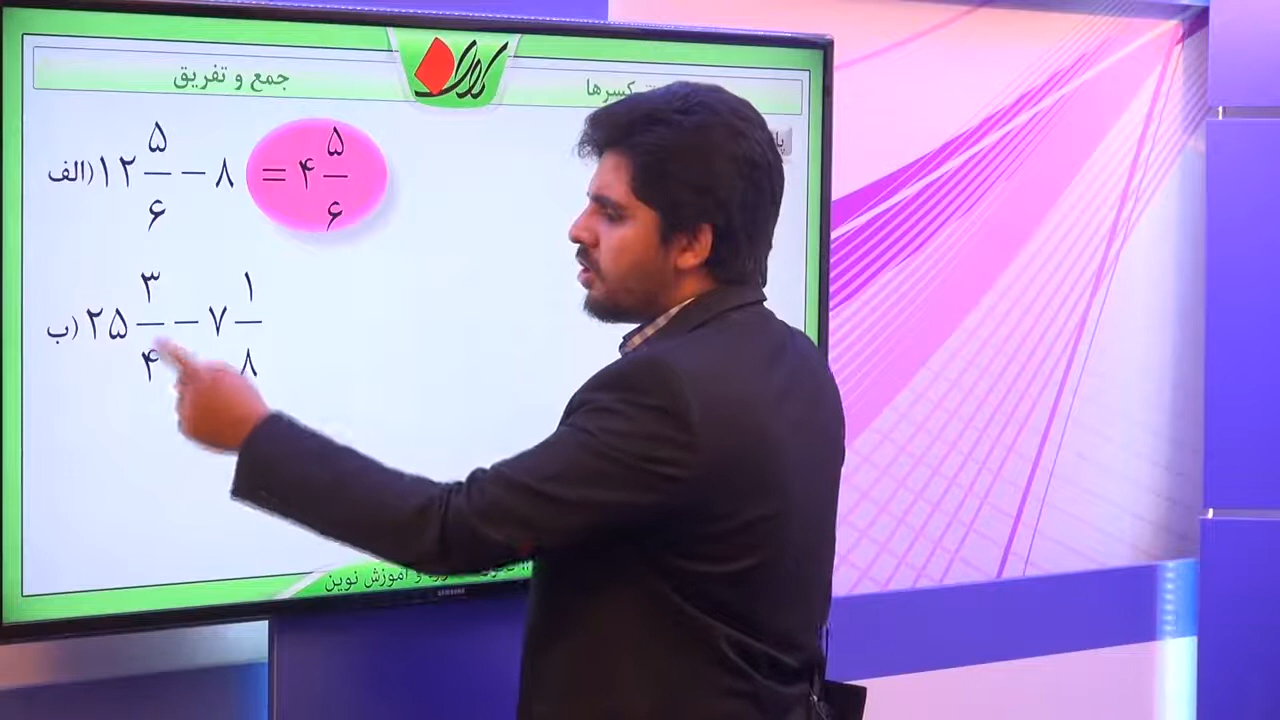 کسرها
جمع و تفریق
الف) ۱۲ ۵/۶ − ۸ = ۴ ۵/۶
ب) ۲۵ ۳/۴ − ۷ ۱/۸
و آموزش نوین
SAMSUNG